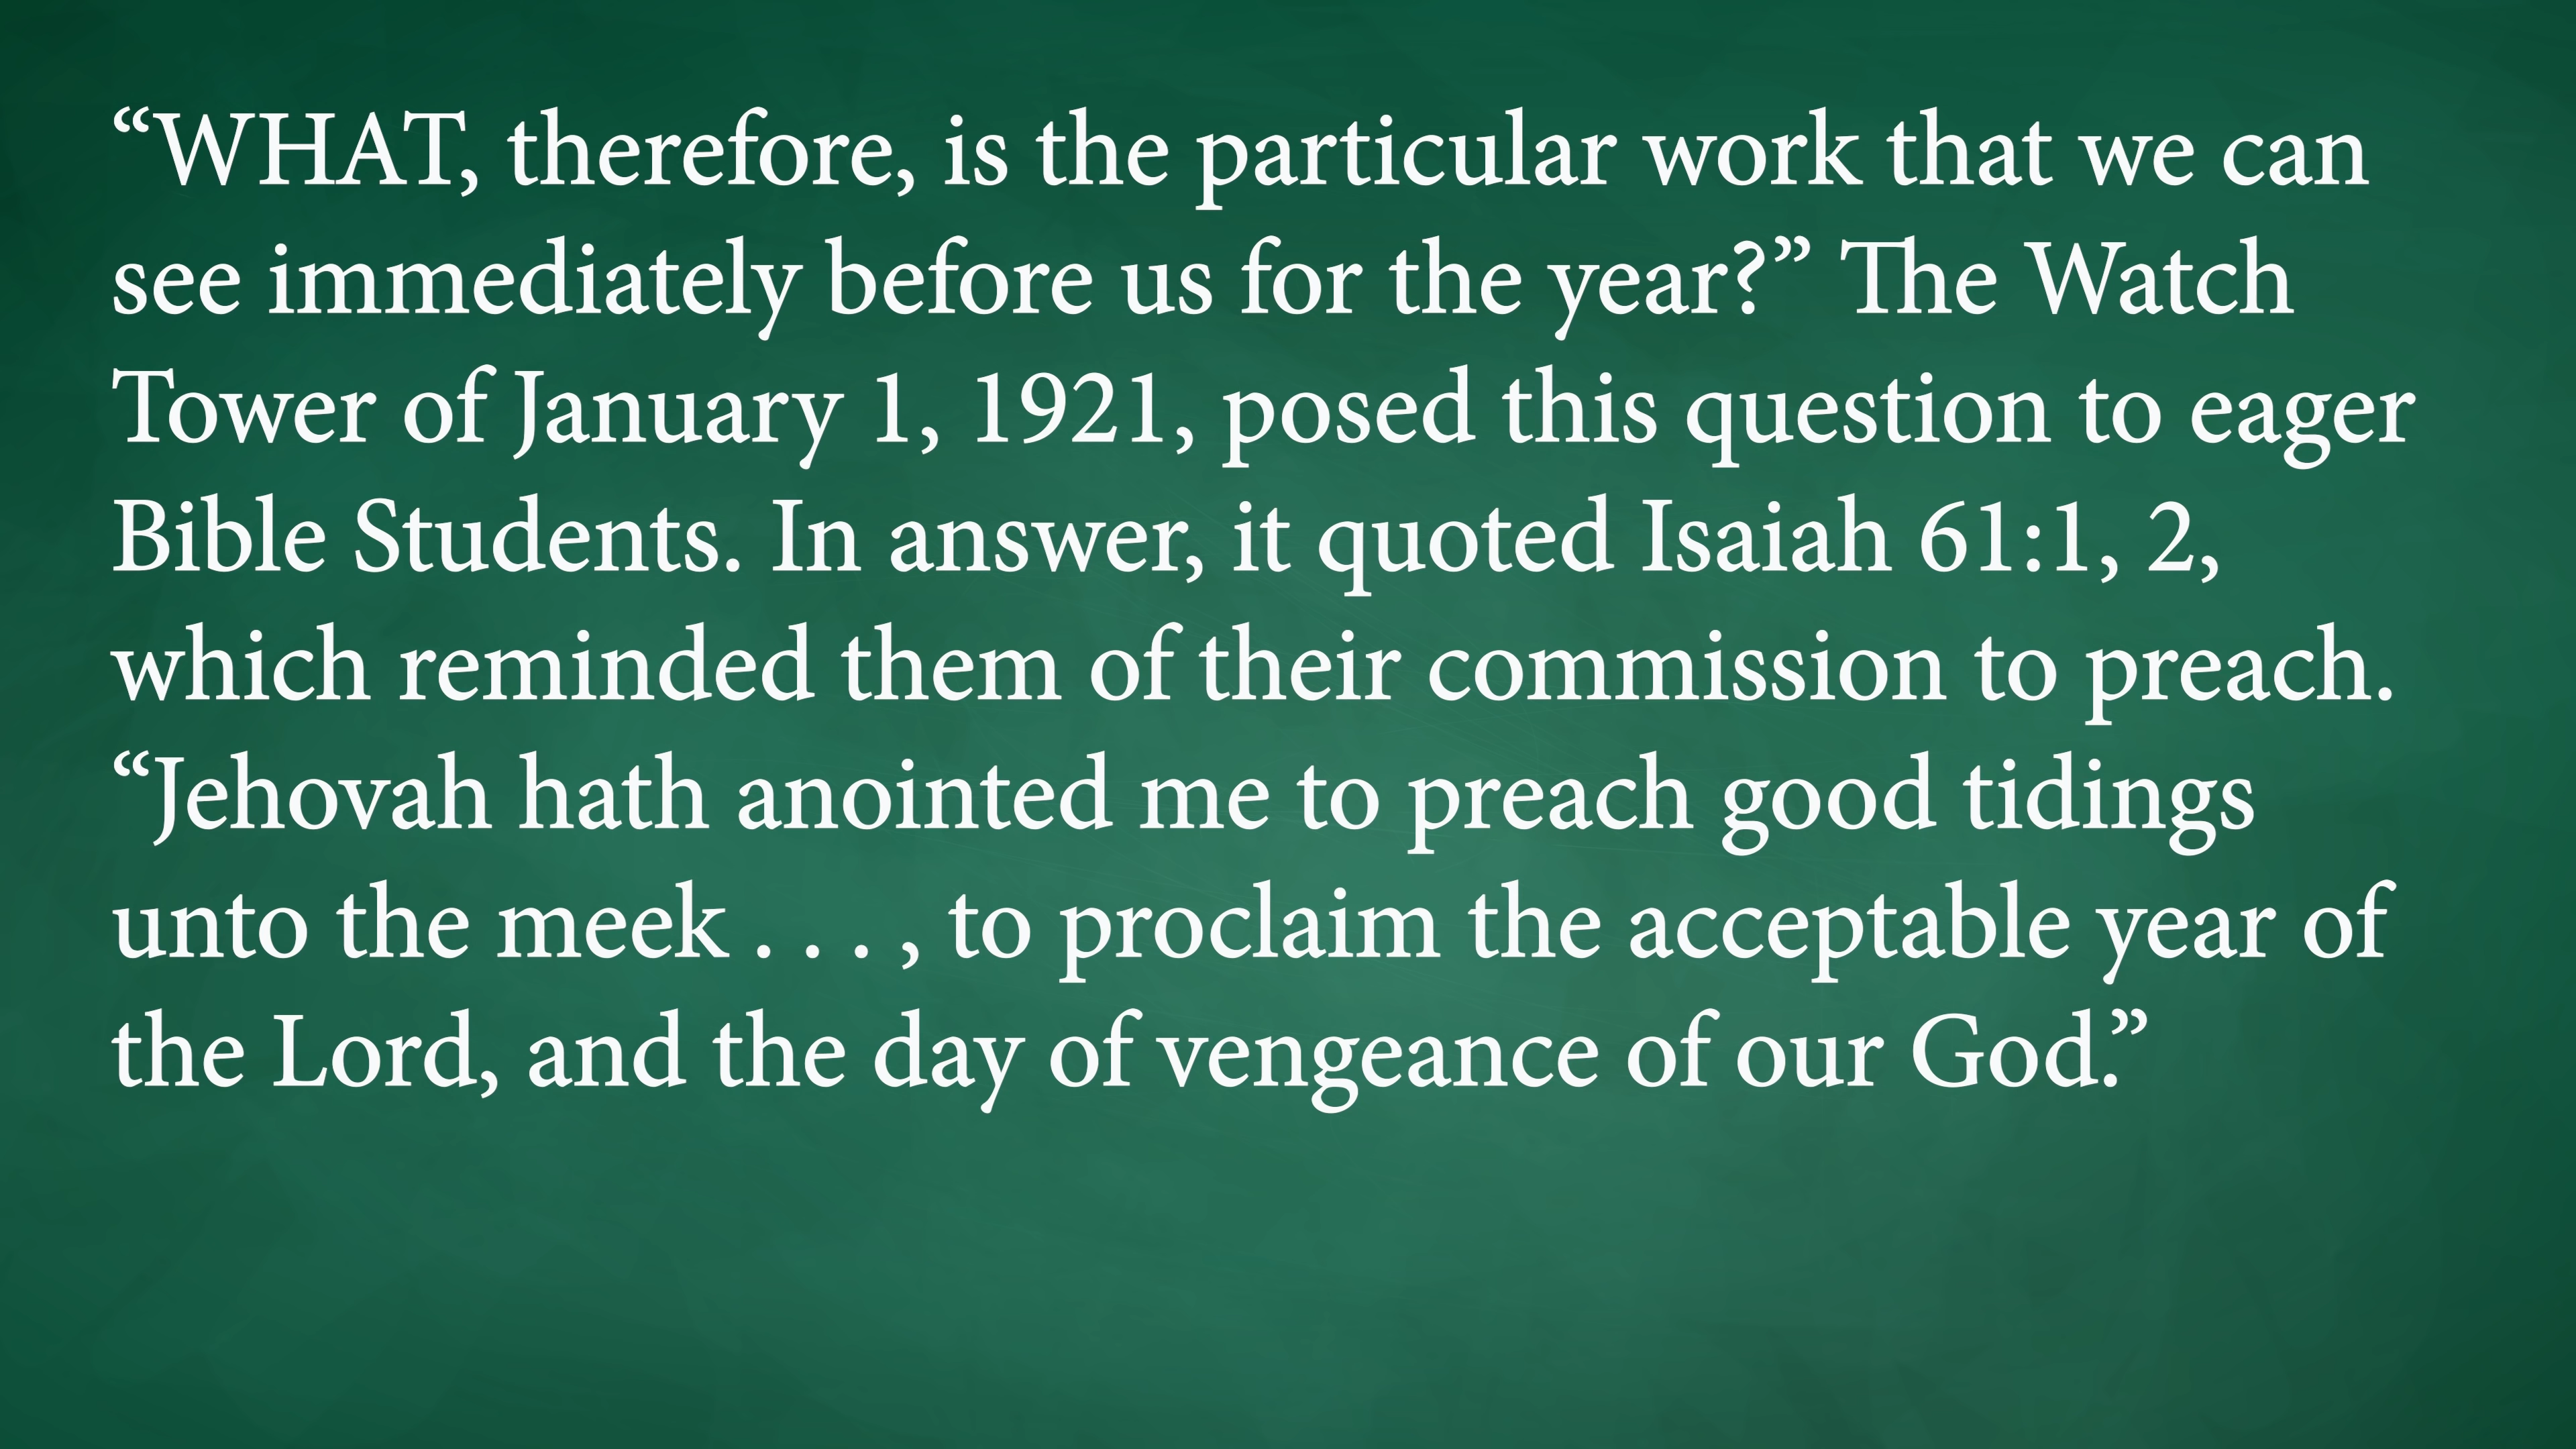 “WHAT, therefore, is the particular work that we can
see immediately before us for the year?” The Watch
Tower of January 1, 1921, posed this question to eager
Bible Students. In answer, it quoted Isaiah 61:1, 2,
which reminded them of their commission to preach.
“Jehovah hath anointed me to preach good tidings
unto the meek . . . , to proclaim the acceptable year of
the Lord, and the day of vengeance of our God.”